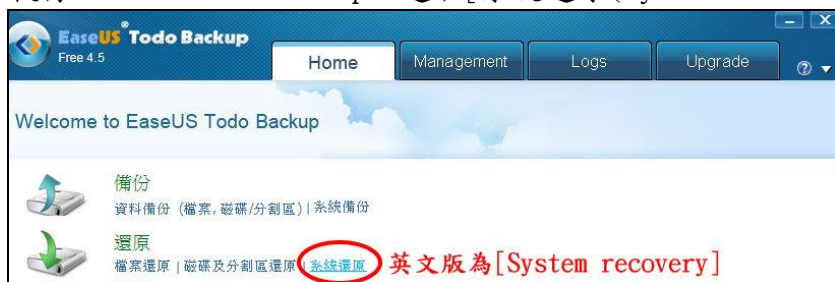 EaseUS® Todo Backup
Free 4.5
Home
Management
Logs
Upgrade
Welcome to EaseUS Todo Backup
備份
資料備份 (檔案, 磁碟/分割區) | 系統備份
還原
檔案還原 | 磁碟及分割區還原 | 系統還原 英文版為[System recovery]